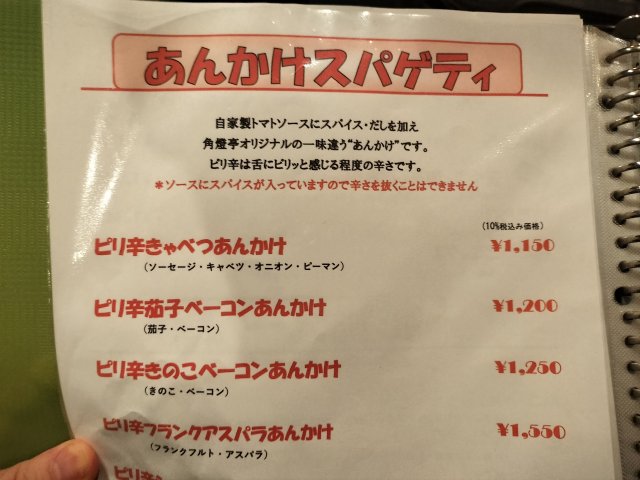 あんかけスパゲティ
自家製トマトソースにスパイス・だしを加え
角燈亭オリジナルの一味違う"あんかけ"です。
ピリ辛は舌にピリッと感じる程度の辛さです。
*ソースにスパイスが入っていますので辛さを抜くことはできません
(10%税込み価格)
ピリ辛きゃべつあんかけ ¥1,150
(ソーセージ・キャベツ・オニオン・ピーマン)
ピリ辛茄子ベーコンあんかけ ¥1,200
(茄子・ベーコン)
ピリ辛きのこベーコンあんかけ ¥1,250
(きのこ・ベーコン)
ピリ辛フランクアスパラあんかけ ¥1,550
(フランクフルト・アスパラ)
ピリ辛